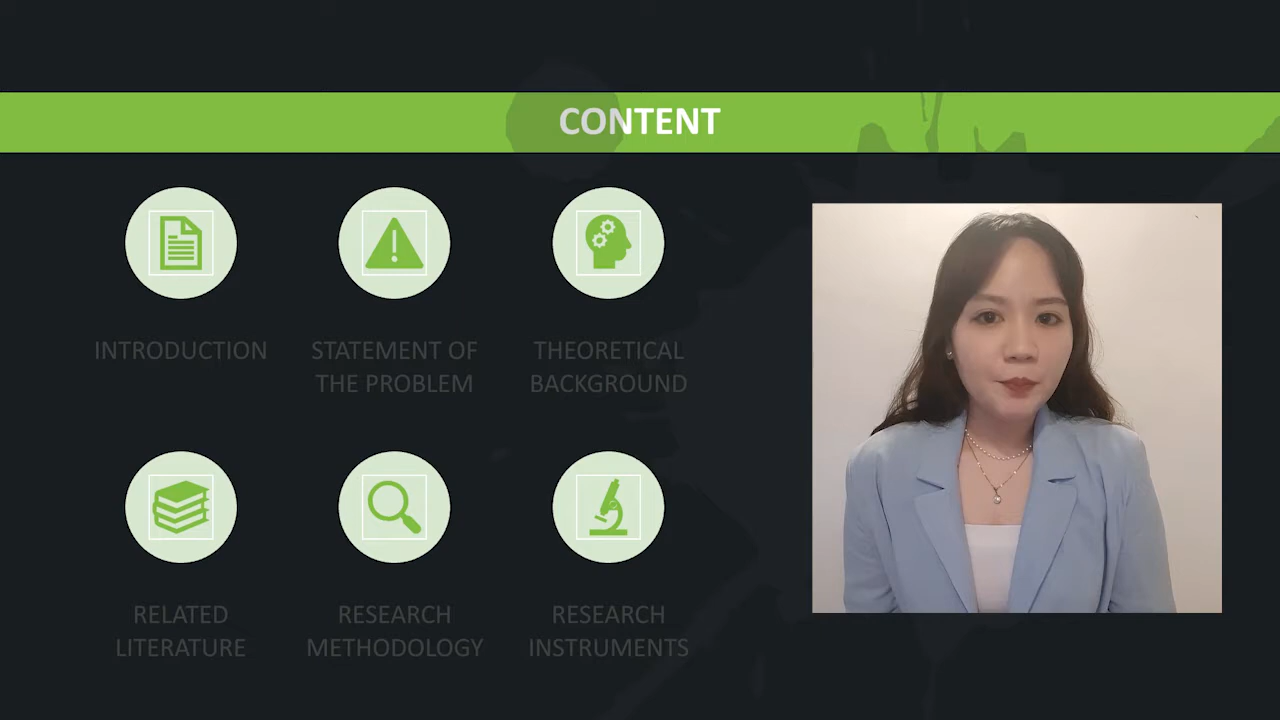 CONTENT
INTRODUCTION
STATEMENT OF
THE PROBLEM
THEORETICAL
BACKGROUND
RELATED
LITERATURE
RESEARCH
METHODOLOGY
RESEARCH
INSTRUMENTS